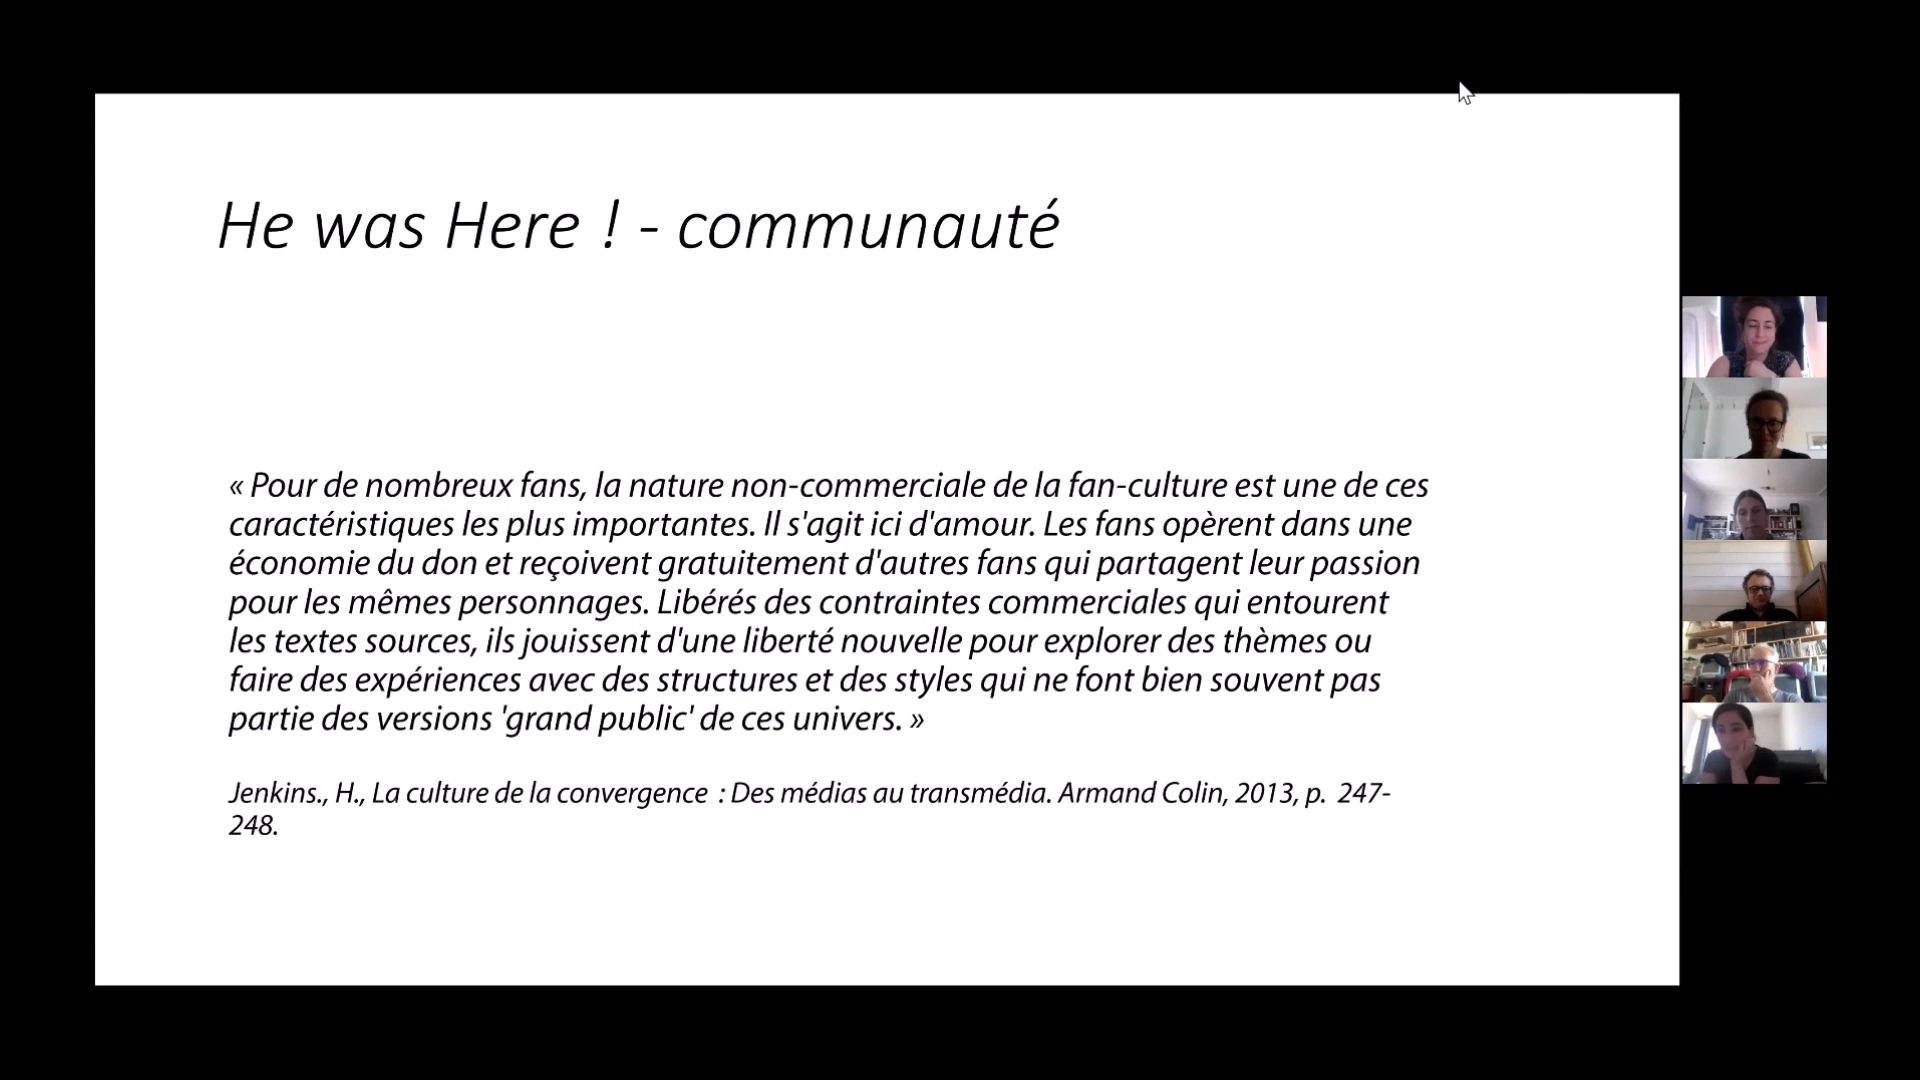 He was Here ! - communauté
« Pour de nombreux fans, la nature non-commerciale de la fan-culture est une de ces
caractéristiques les plus importantes. Il s'agit ici d'amour. Les fans opèrent dans une
économie du don et reçoivent gratuitement d'autres fans qui partagent leur passion
pour les mêmes personnages. Libérés des contraintes commerciales qui entourent
les textes sources, ils jouissent d'une liberté nouvelle pour explorer des thèmes ou
faire des expériences avec des structures et des styles qui ne font bien souvent pas
partie des versions 'grand public' de ces univers. »
Jenkins., H., La culture de la convergence  : Des médias au transmédia. Armand Colin, 2013, p.  247-
248.